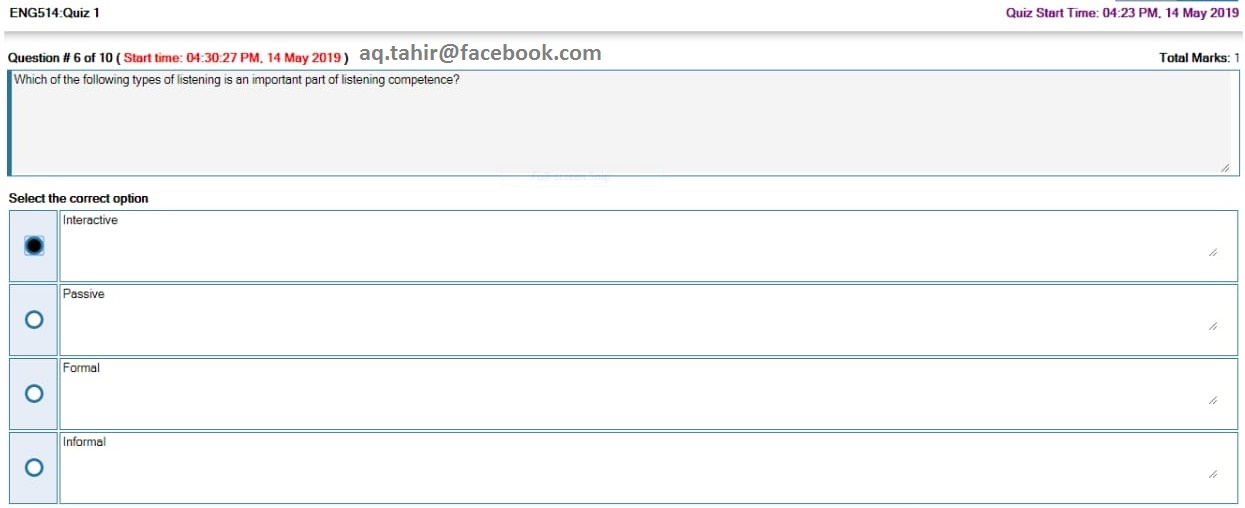 ENG514:Quiz 1 Quiz Start Time: 04:23 PM, 14 May 2019
Question # 6 of 10 ( Start time: 04:30:27 PM, 14 May 2019 ) aq.tahir@facebook.com Total Marks: 1
Which of the following types of listening is an important part of listening competence?
Select the correct option
Interactive
Passive
Formal
Informal